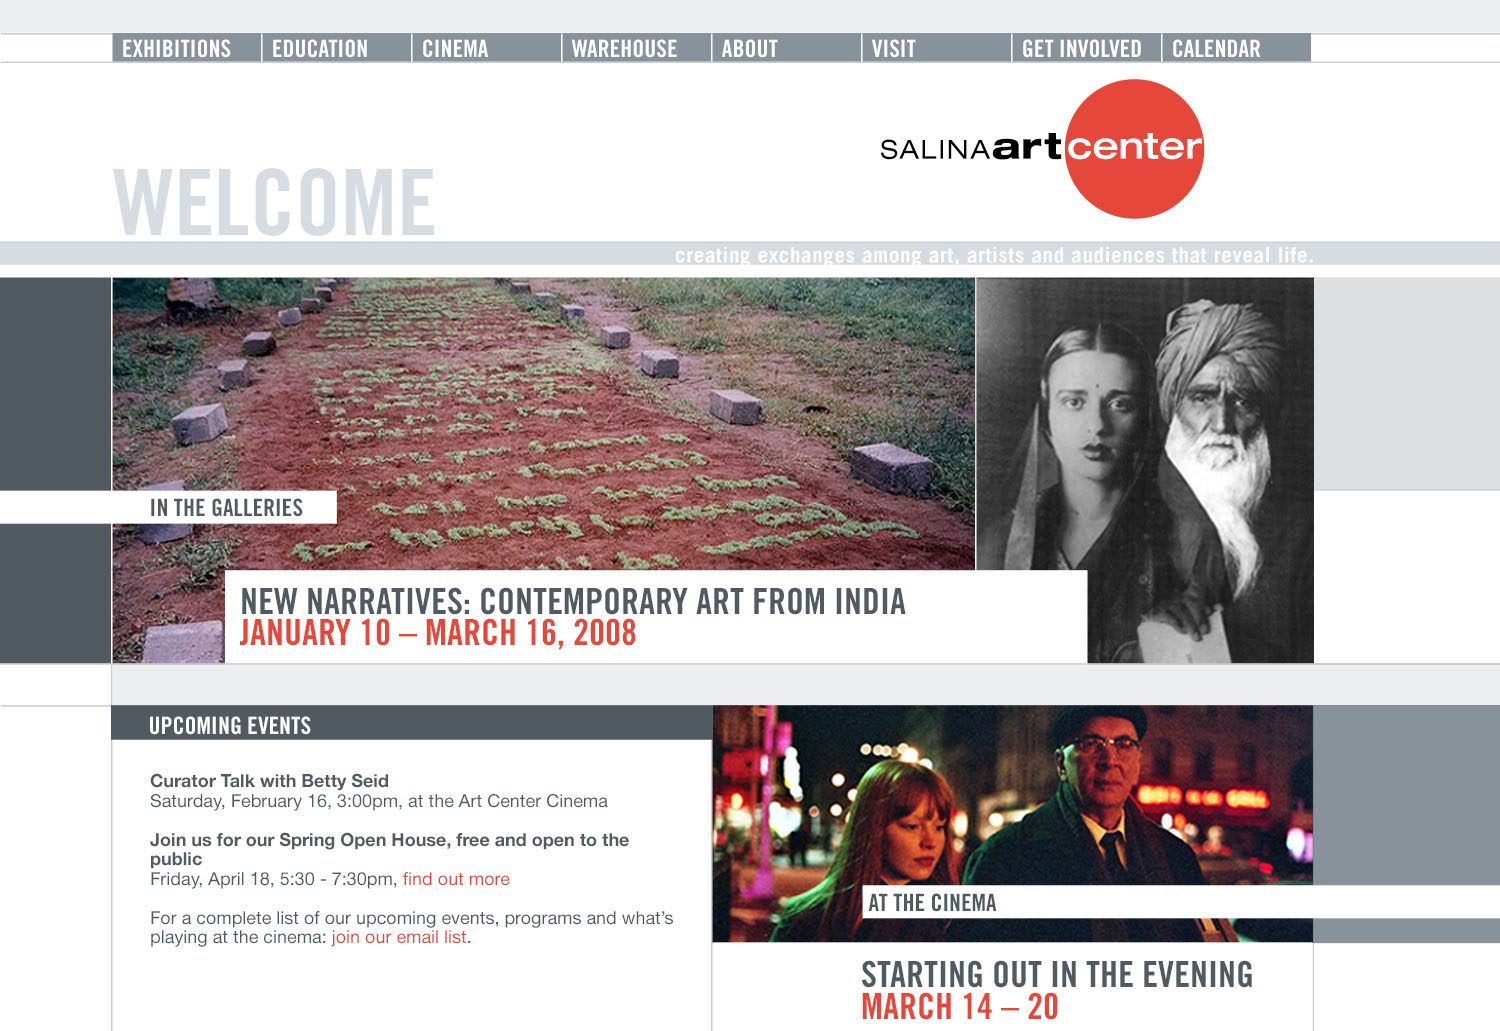 EXHIBITIONS
EDUCATION
CINEMA
WAREHOUSE
ABOUT
VISIT
GET INVOLVED
CALENDAR
SALINAartcenter
WELCOME
creating exchanges among art, artists and audiences that reveal life.
IN THE GALLERIES
NEW NARRATIVES: CONTEMPORARY ART FROM INDIA
JANUARY 10 – MARCH 16, 2008
UPCOMING EVENTS
Curator Talk with Betty Seid
Saturday, February 16, 3:00pm, at the Art Center Cinema
Join us for our Spring Open House, free and open to the
public
Friday, April 18, 5:30 - 7:30pm, find out more
For a complete list of our upcoming events, programs and what's
playing at the cinema: join our email list.
AT THE CINEMA
STARTING OUT IN THE EVENING
MARCH 14 – 20